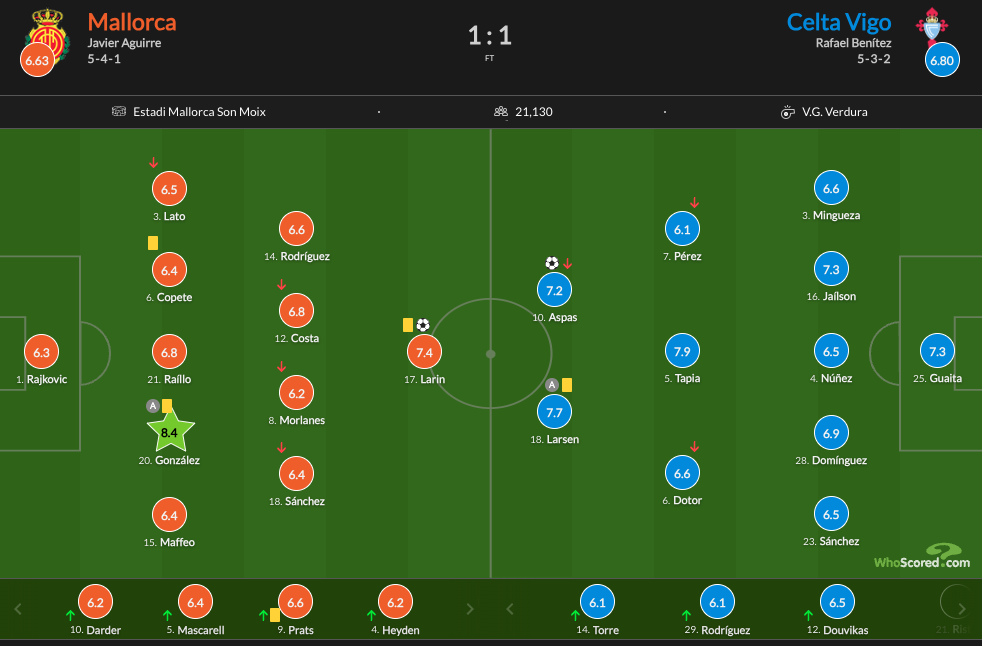 Mallorca
Javier Aguirre
5-4-1
6.63
1 : 1
FT
Celta Vigo
Rafael Benítez
5-3-2
6.80
Estadi Mallorca Son Moix
21,130
V.G. Verdura
6.5
3. Lato
6.4
6. Copete
6.3
1. Rajkovic
6.8
21. Raíllo
A
8.4
20. González
6.4
15. Maffeo
6.6
14. Rodríguez
6.8
12. Costa
6.2
8. Morlanes
6.4
18. Sánchez
7.4
17. Larin
7.2
10. Aspas
A
7.7
18. Larsen
6.1
7. Pérez
7.9
5. Tapia
6.6
6. Dotor
6.6
3. Mingueza
7.3
16. Jaílson
6.5
4. Núñez
6.9
28. Domínguez
6.5
23. Sánchez
7.3
25. Guaita
WhoScored.com
6.2
10. Darder
6.4
5. Mascarell
6.6
9. Prats
6.2
4. Heyden
6.1
14. Torre
6.1
29. Rodríguez
6.5
12. Douvikas
21.